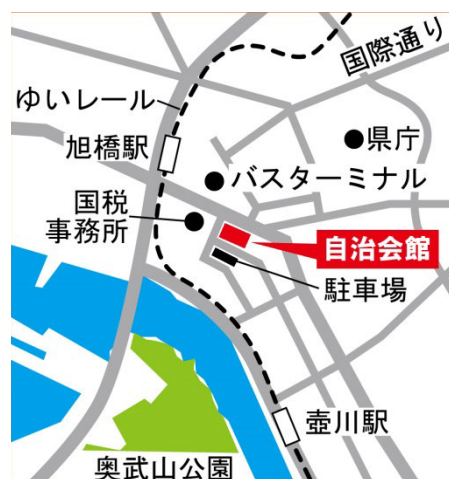 国際通り
ゆいレール
県庁
旭橋駅
バスターミナル
国税
事務所
自治会館
駐車場
壺川駅
奥武山公園